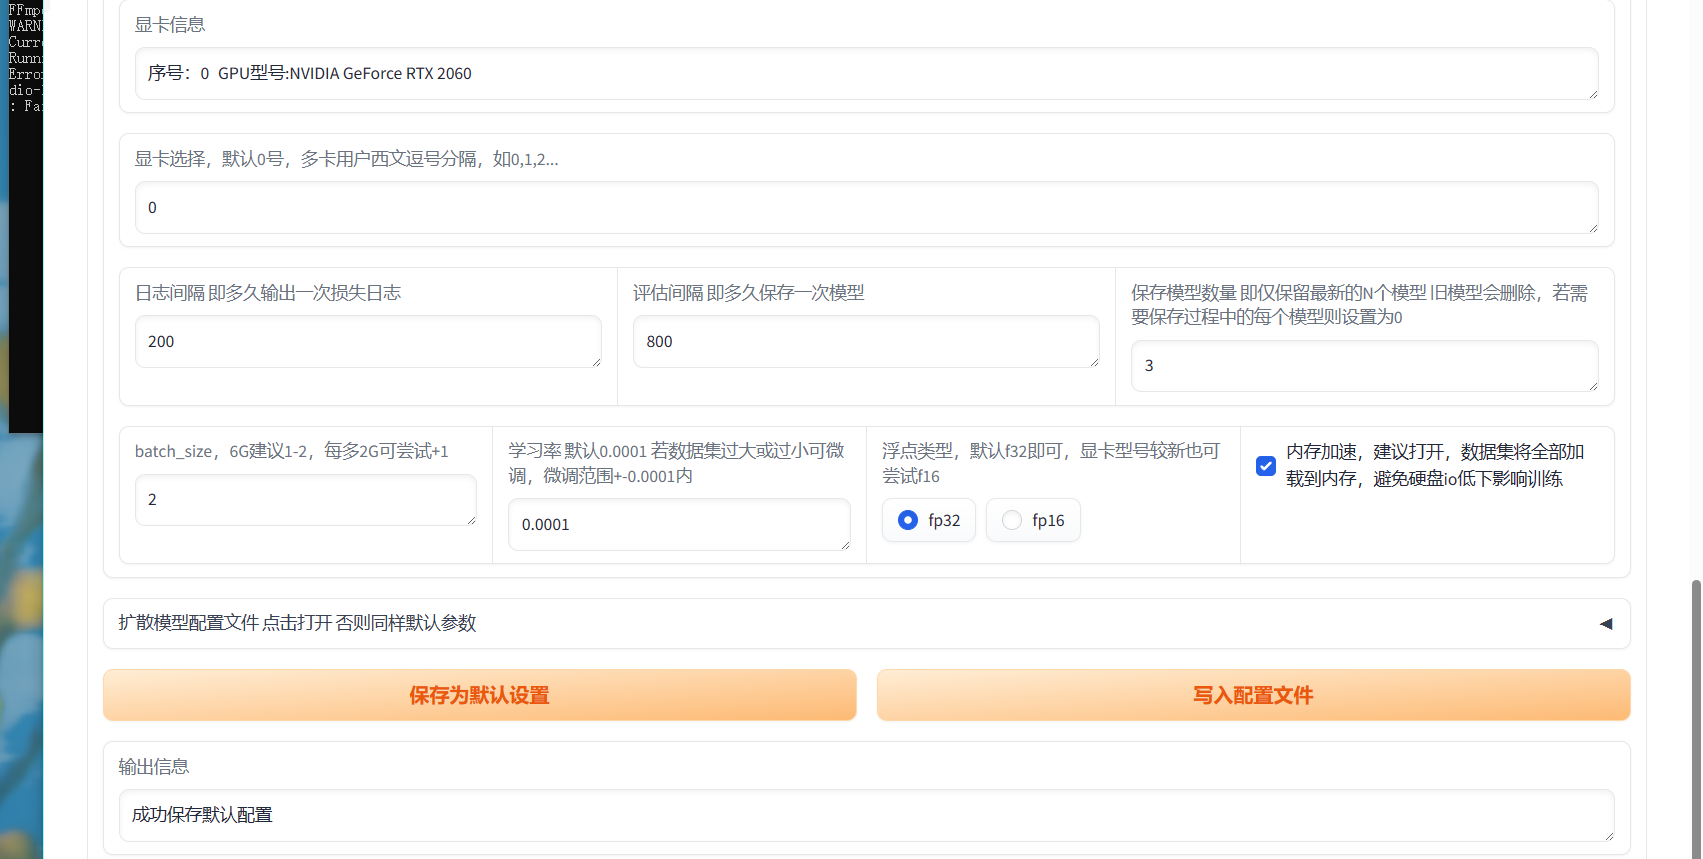 FFmp
WARN
Curr
Runn
Erro
dio-
: Fa
显卡信息
序号：0 GPU型号:NVIDIA GeForce RTX 2060
显卡选择，默认0号，多卡用户西文逗号分隔，如0,1,2...
0
日志间隔 即多久输出一次损失日志
200
评估间隔 即多久保存一次模型
800
保存模型数量 即仅保留最新的N个模型 旧模型会删除，若需
要保存过程中的每个模型则设置为0
3
batch_size，6G建议1-2，每多2G可尝试+1
2
学习率 默认0.0001 若数据集过大或过小可微
调，微调范围+-0.0001内
0.0001
浮点类型，默认f32即可，显卡型号较新也可
尝试f16
fp32 fp16
内存加速，建议打开，数据集将全部加
载到内存，避免硬盘io低下影响训练
扩散模型配置文件 点击打开 否则同样默认参数
保存为默认设置
写入配置文件
输出信息
成功保存默认配置